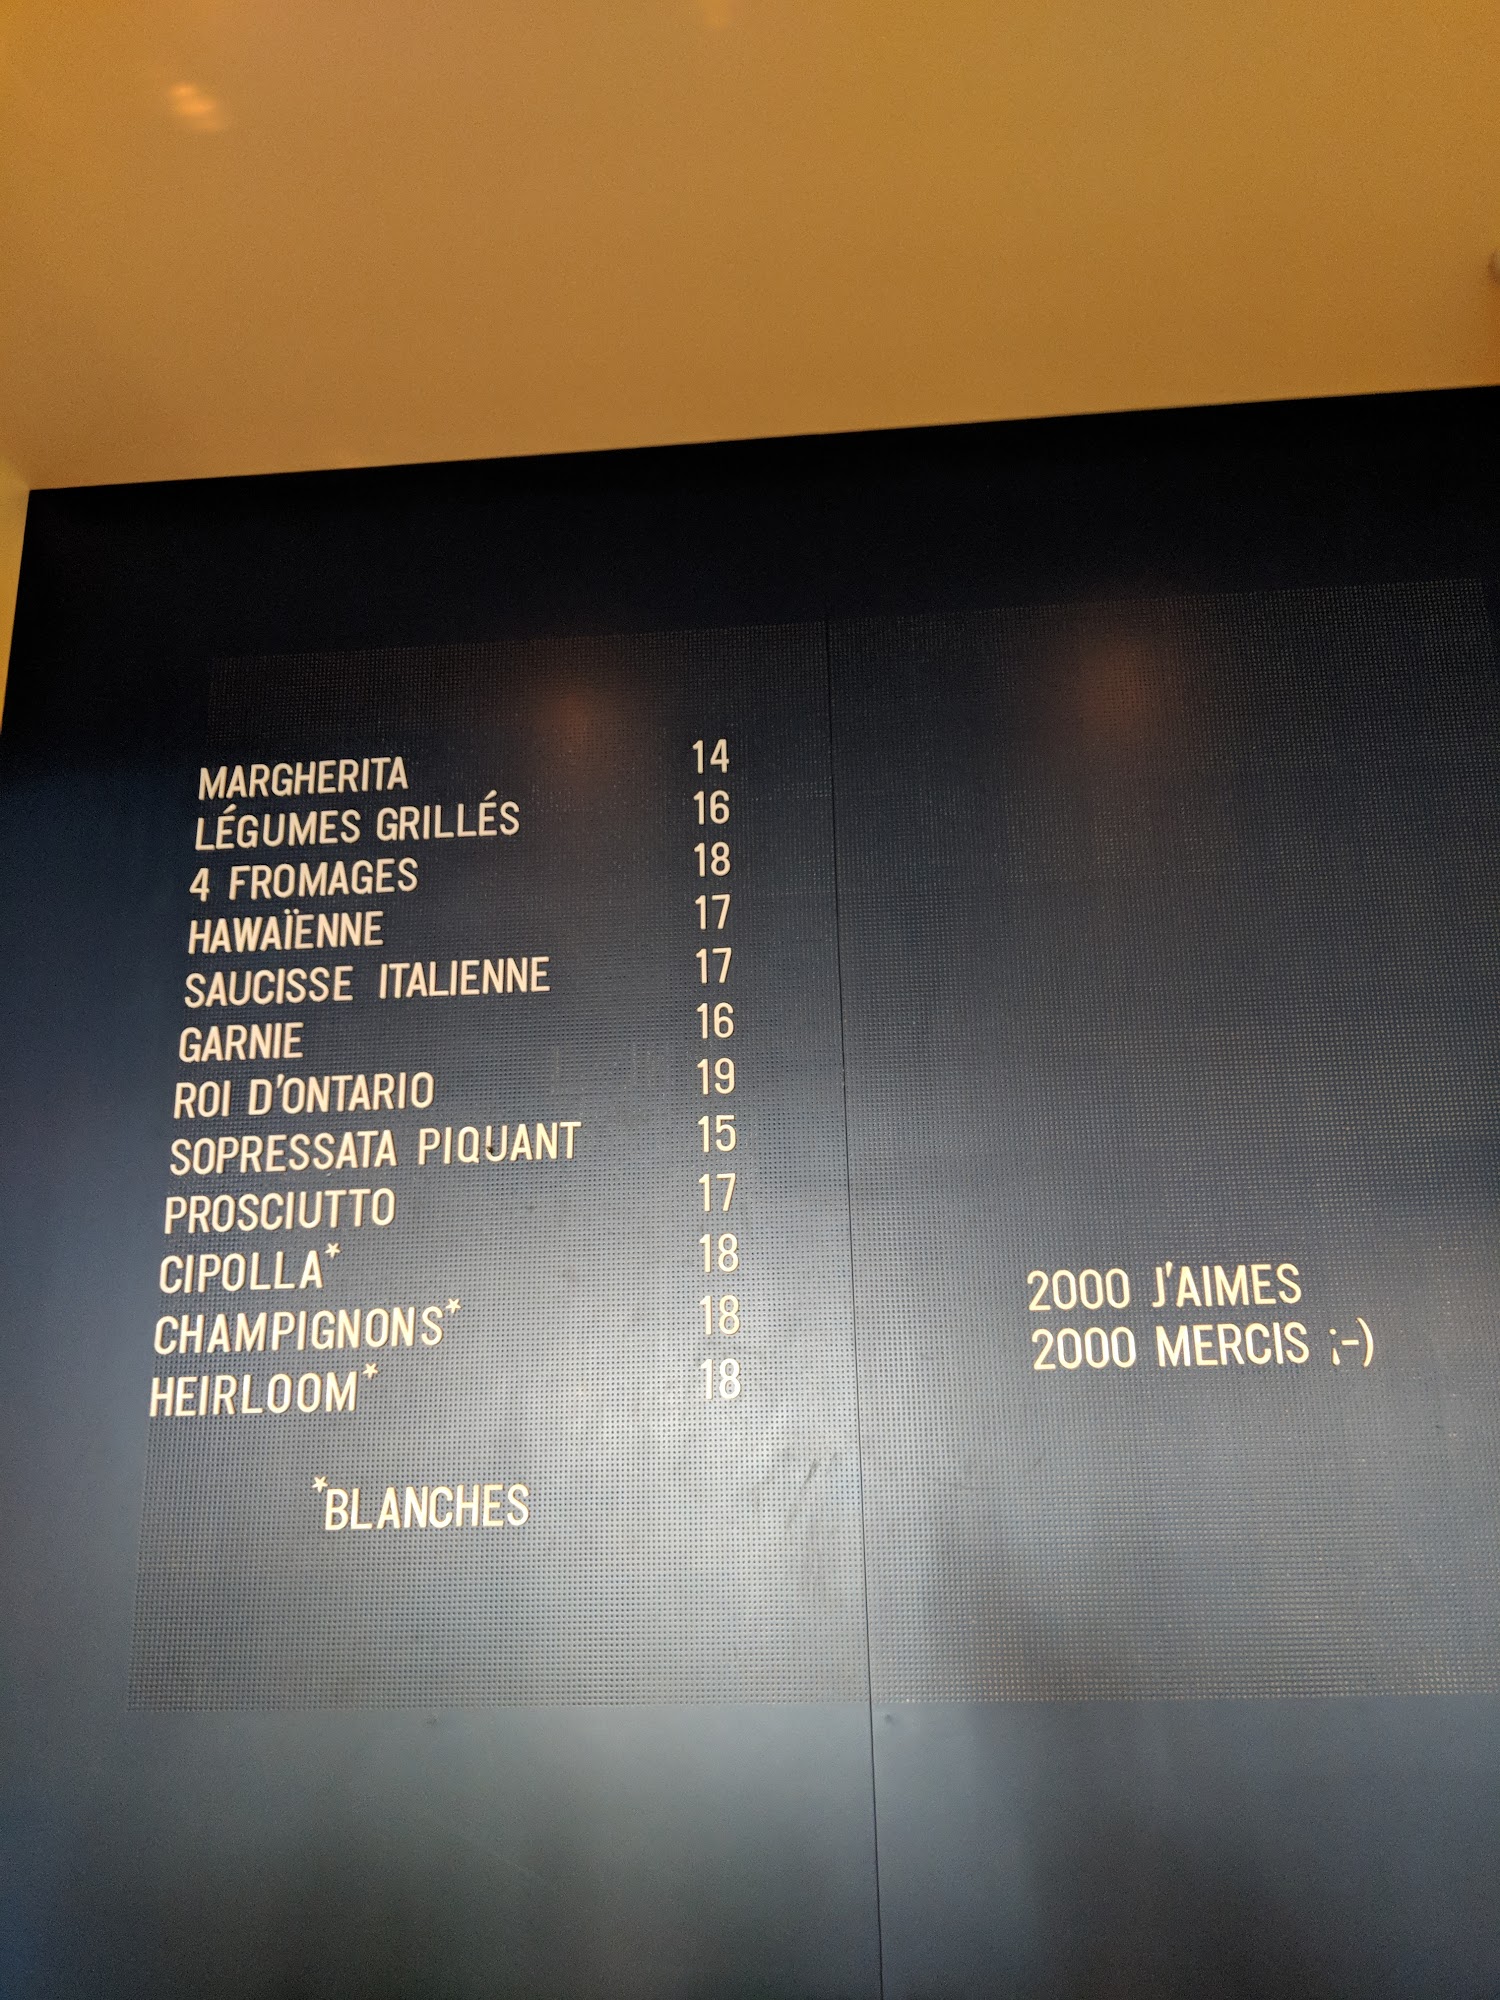 MARGHERITA 14
LÉGUMES GRILLÉS 16
4 FROMAGES 18
HAWAÏENNE 17
SAUCISSE ITALIENNE 17
GARNIE 16
ROI D'ONTARIO 19
SOPRESSATA PIQUANT 15
PROSCIUTTO 17
CIPOLLA* 18
CHAMPIGNONS* 18
HEIRLOOM* 18
*BLANCHES
2000 J'AIMES
2000 MERCIS ;-)